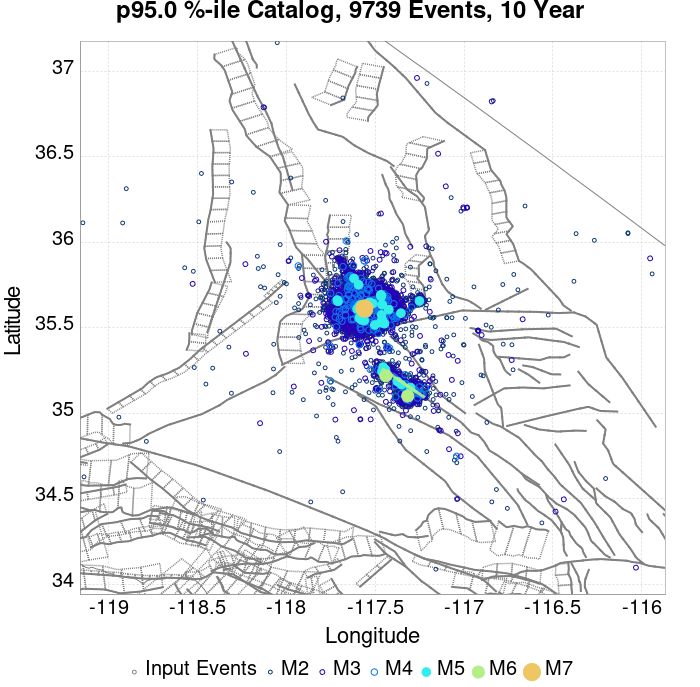 p95.0 %-ile Catalog, 9739 Events, 10 Year
37
36.5
36
35.5
35
34.5
34
Latitude
-119 -118.5 -118 -117.5 -117 -116.5 -116
Longitude
Input Events M2 M3 M4 M5 M6 M7